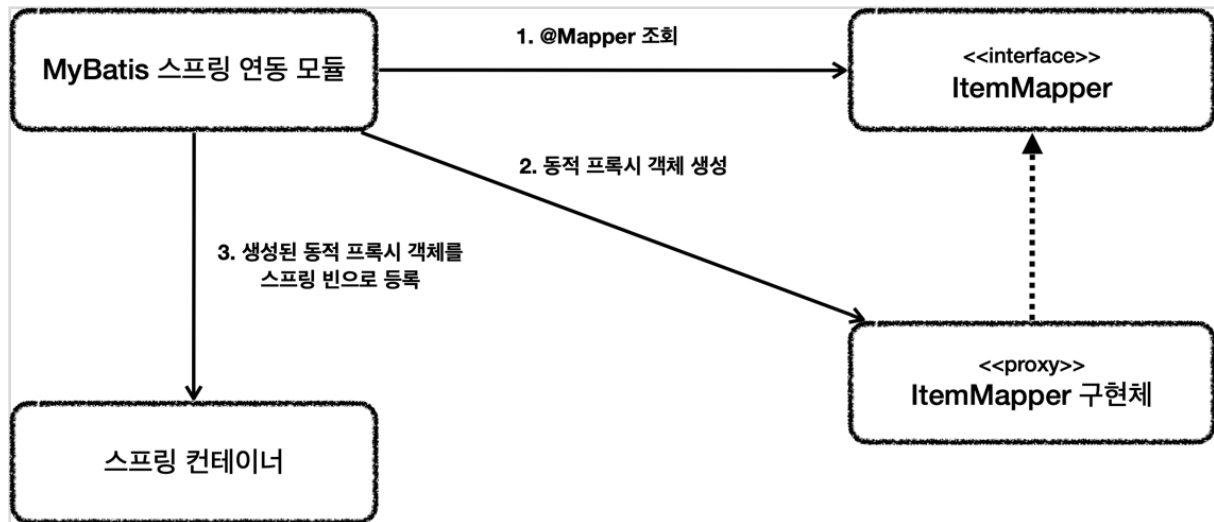 MyBatis 스프링 연동 모듈
1. @Mapper 조회
<<interface>>
ItemMapper
2. 동적 프록시 객체 생성
3. 생성된 동적 프록시 객체를
스프링 빈으로 등록
<<proxy>>
ItemMapper 구현체
스프링 컨테이너